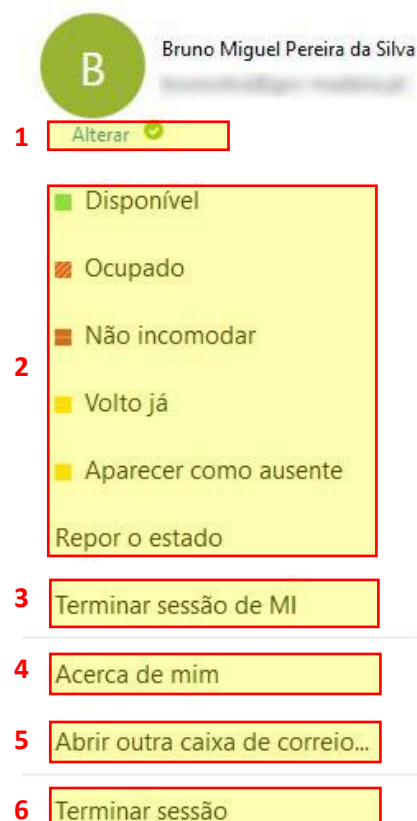 B
Bruno Miguel Pereira da Silva
1 Alterar
Disponível
Ocupado
Não incomodar
2
Volto já
Aparecer como ausente
Repor o estado
3 Terminar sessão de MI
4 Acerca de mim
5 Abrir outra caixa de correio...
6 Terminar sessão